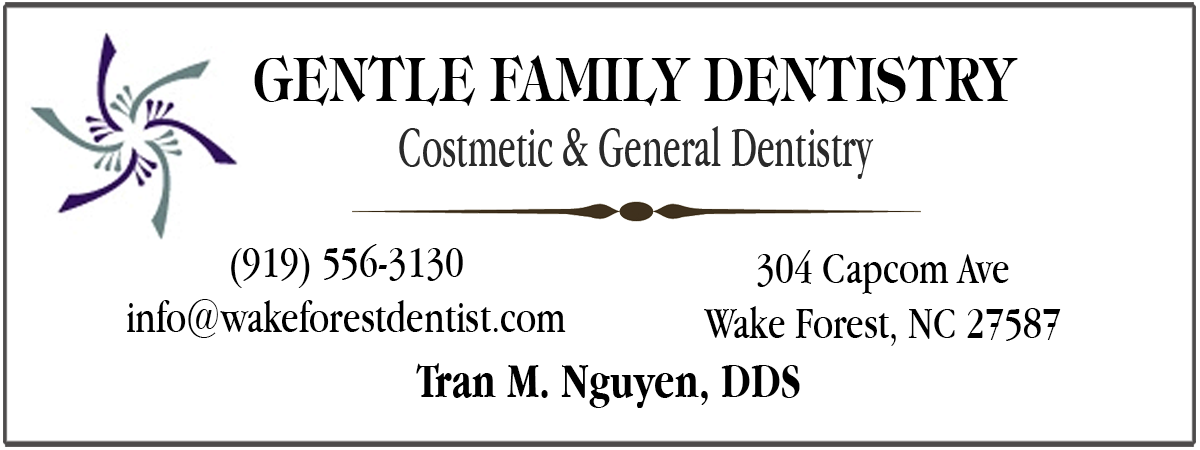 GENTLE FAMILY DENTISTRY
Costmetic & General Dentistry
(919) 556-3130
info@wakeforestdentist.com
304 Capcom Ave
Wake Forest, NC 27587
Tran M. Nguyen, DDS